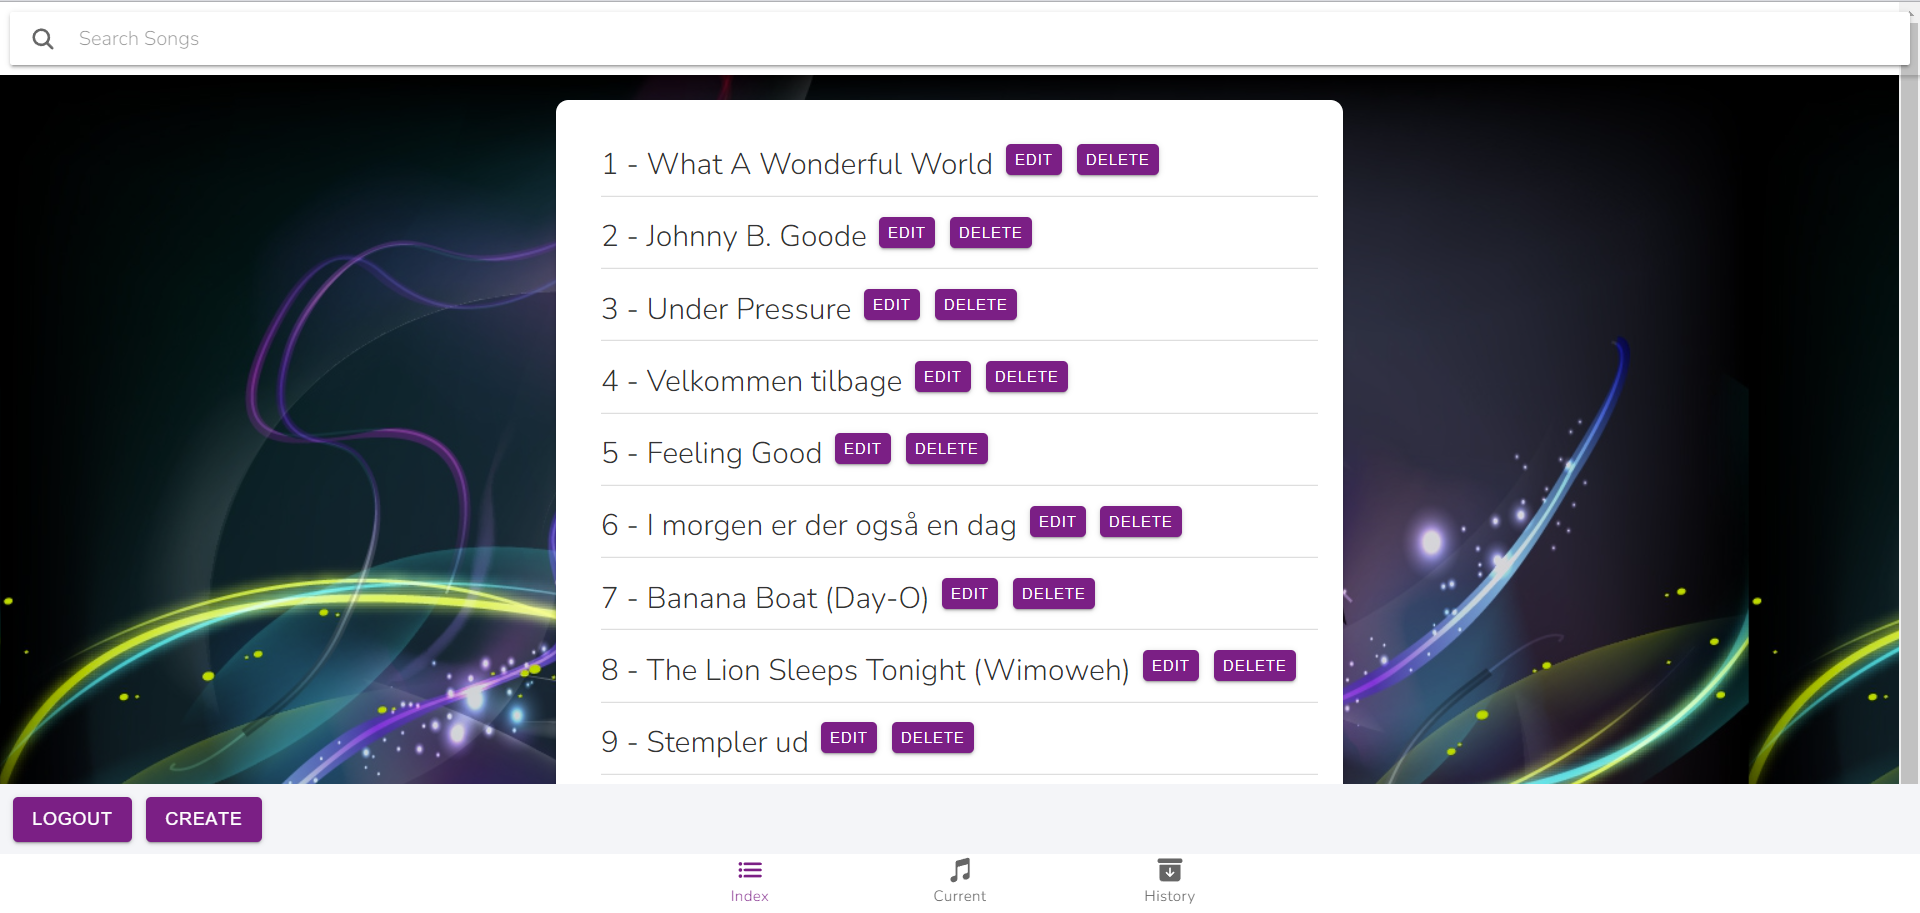 Search Songs
1 - What A Wonderful World EDIT DELETE
2 - Johnny B. Goode EDIT DELETE
3 - Under Pressure EDIT DELETE
4 - Velkommen tilbage EDIT DELETE
5 - Feeling Good EDIT DELETE
6 - I morgen er der også en dag EDIT DELETE
7 - Banana Boat (Day-O) EDIT DELETE
8 - The Lion Sleeps Tonight (Wimoweh) EDIT DELETE
9 - Stempler ud EDIT DELETE
LOGOUT CREATE
Index Current History